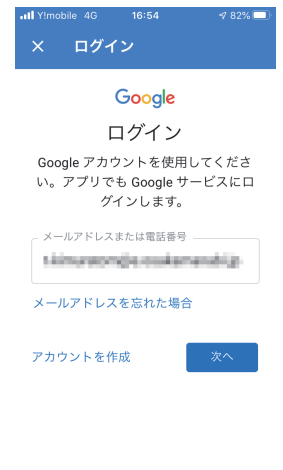 Y!mobile 4G 16:54 82%
× ログイン
Google
ログイン
Google アカウントを使用してくださ
い。アプリでも Google サービスにロ
グインします。
メールアドレスまたは電話番号
メールアドレスを忘れた場合
アカウントを作成 次へ